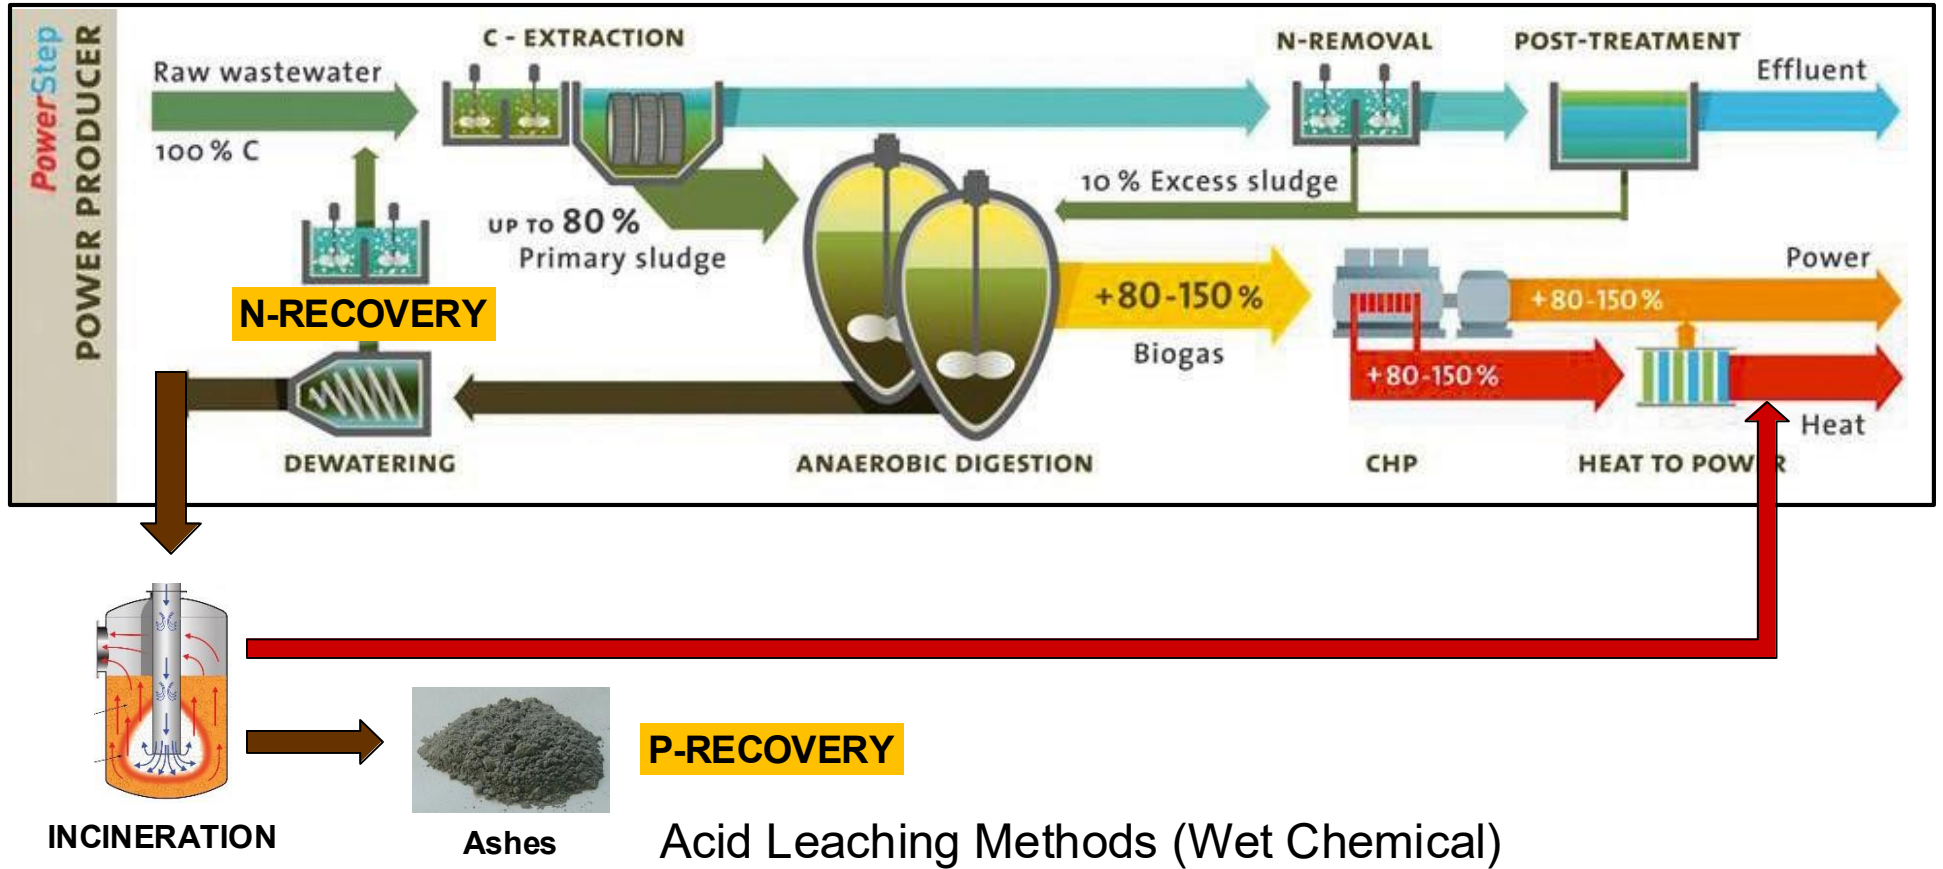 PowerStep
POWER PRODUCER
C - EXTRACTION
N-REMOVAL
POST-TREATMENT
Raw wastewater
Effluent
100 % C
10 % Excess sludge
UP TO 80 %
Primary sludge
N-RECOVERY
+80-150 %
Biogas
Power
+80-150 %
+80-150 %
Heat
DEWATERING
ANAEROBIC DIGESTION
CHP
HEAT TO POW R
P-RECOVERY
INCINERATION
Ashes
Acid Leaching Methods (Wet Chemical)